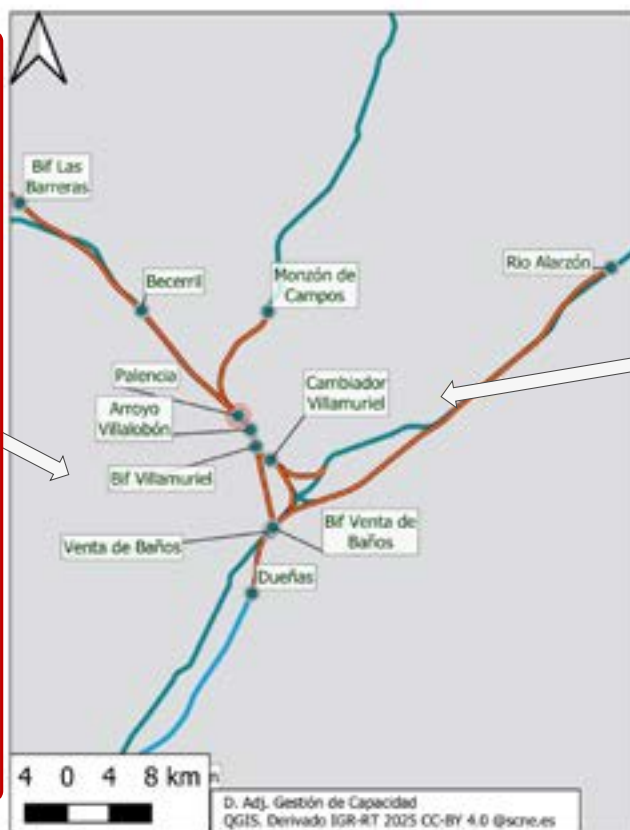 Bif Las
Barreras
Becerril
Monzón de
Campos
Rio Alarzón
Palencia
Cambiador
Villamuriel
Arroyo
Villalobón
Bif Villamuriel
Bif Venta de
Baños
Venta de Baños
Dueñas
4 0 4 8 km
D. Adj. Gestión de Capacidad
QGIS. Derivado IGR-RT 2025 CC-BY 4.0 @scne.es